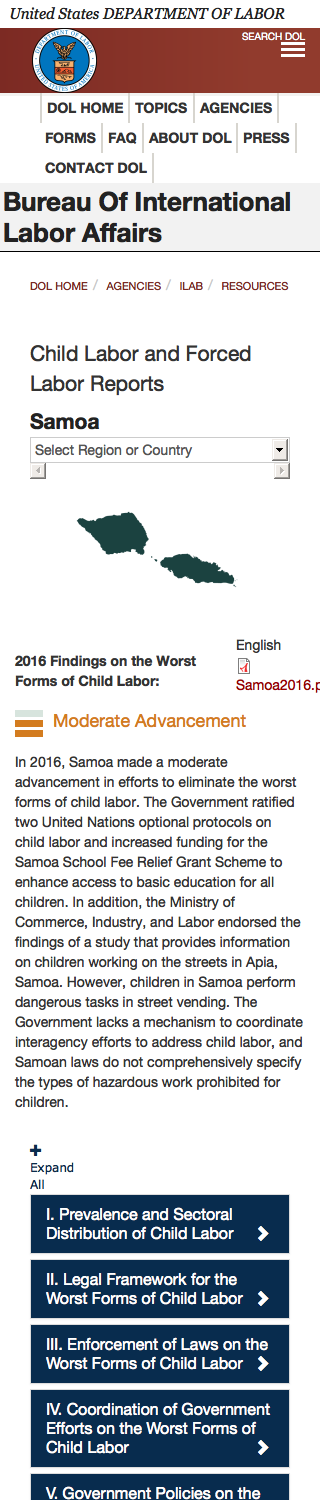 United States DEPARTMENT OF LABOR
SEARCH DOL
DOL HOME TOPICS AGENCIES
FORMS FAQ ABOUT DOL PRESS
CONTACT DOL
Bureau Of International
Labor Affairs
DOL HOME / AGENCIES / ILAB / RESOURCES
Child Labor and Forced
Labor Reports
Samoa
Select Region or Country
English
2016 Findings on the Worst
Forms of Child Labor:
Samoa2016.p
Moderate Advancement
In 2016, Samoa made a moderate
advancement in efforts to eliminate the worst
forms of child labor. The Government ratified
two United Nations optional protocols on
child labor and increased funding for the
Samoa School Fee Relief Grant Scheme to
enhance access to basic education for all
children. In addition, the Ministry of
Commerce, Industry, and Labor endorsed the
findings of a study that provides information
on children working on the streets in Apia,
Samoa. However, children in Samoa perform
dangerous tasks in street vending. The
Government lacks a mechanism to coordinate
interagency efforts to address child labor, and
Samoan laws do not comprehensively specify
the types of hazardous work prohibited for
children.
Expand
All
I. Prevalence and Sectoral
Distribution of Child Labor
II. Legal Framework for the
Worst Forms of Child Labor
III. Enforcement of Laws on the
Worst Forms of Child Labor
IV. Coordination of Government
Efforts on the Worst Forms of
Child Labor
V. Government Policies on the